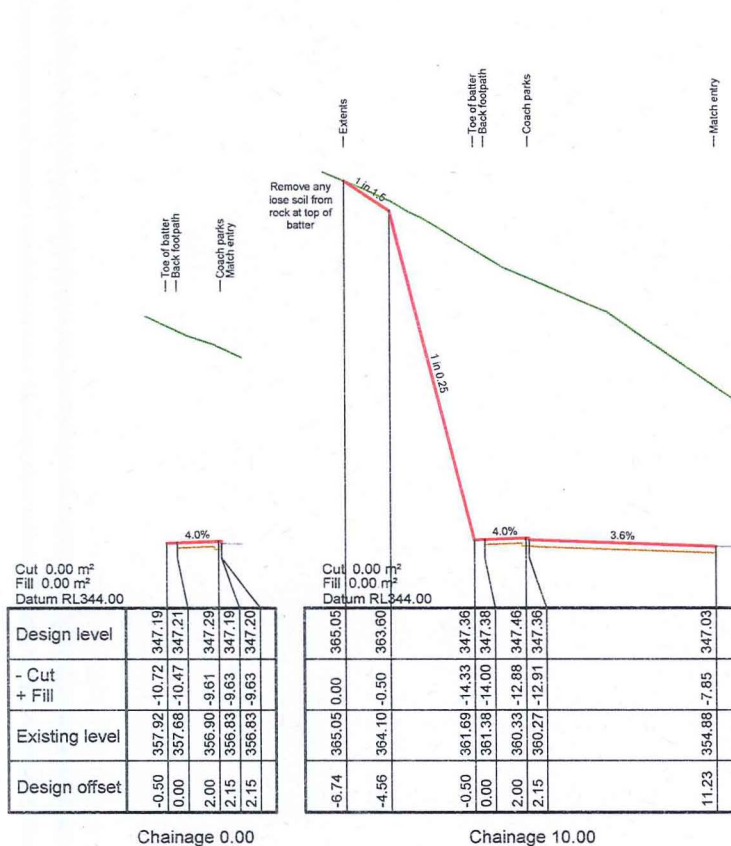 Toe of batter
Back footpath
Coach parks
Match entry
4.0%
Cut 0.00 m²
Fill 0.00 m²
Datum RL344.00
Design level 347.19 347.21 347.29 347.19 347.20
- Cut
+ Fill
-10.72 -10.47 -9.61 -9.63 -9.63
Existing level 357.92 357.68 356.90 356.83 356.83
Design offset -0.50 0.00 2.00 2.15 2.15
Chainage 0.00
Extents
Toe of batter
Back footpath
Coach parks
Match entry
Remove any
lose soil from
rock at top of
batter
1 in 1.5
1 in 0.25
4.0%
3.6%
Cut 0.00 m²
Fill 0.00 m²
Datum RL344.00
365.05 363.60 347.36 347.38 347.46 347.36 347.03
0.00 -0.50 -14.33 -14.00 -12.88 -12.91 -7.85
365.05 364.10 361.69 361.38 360.33 360.27 354.88
-6.74 -4.56 -0.50 0.00 2.00 2.15 11.23
Chainage 10.00